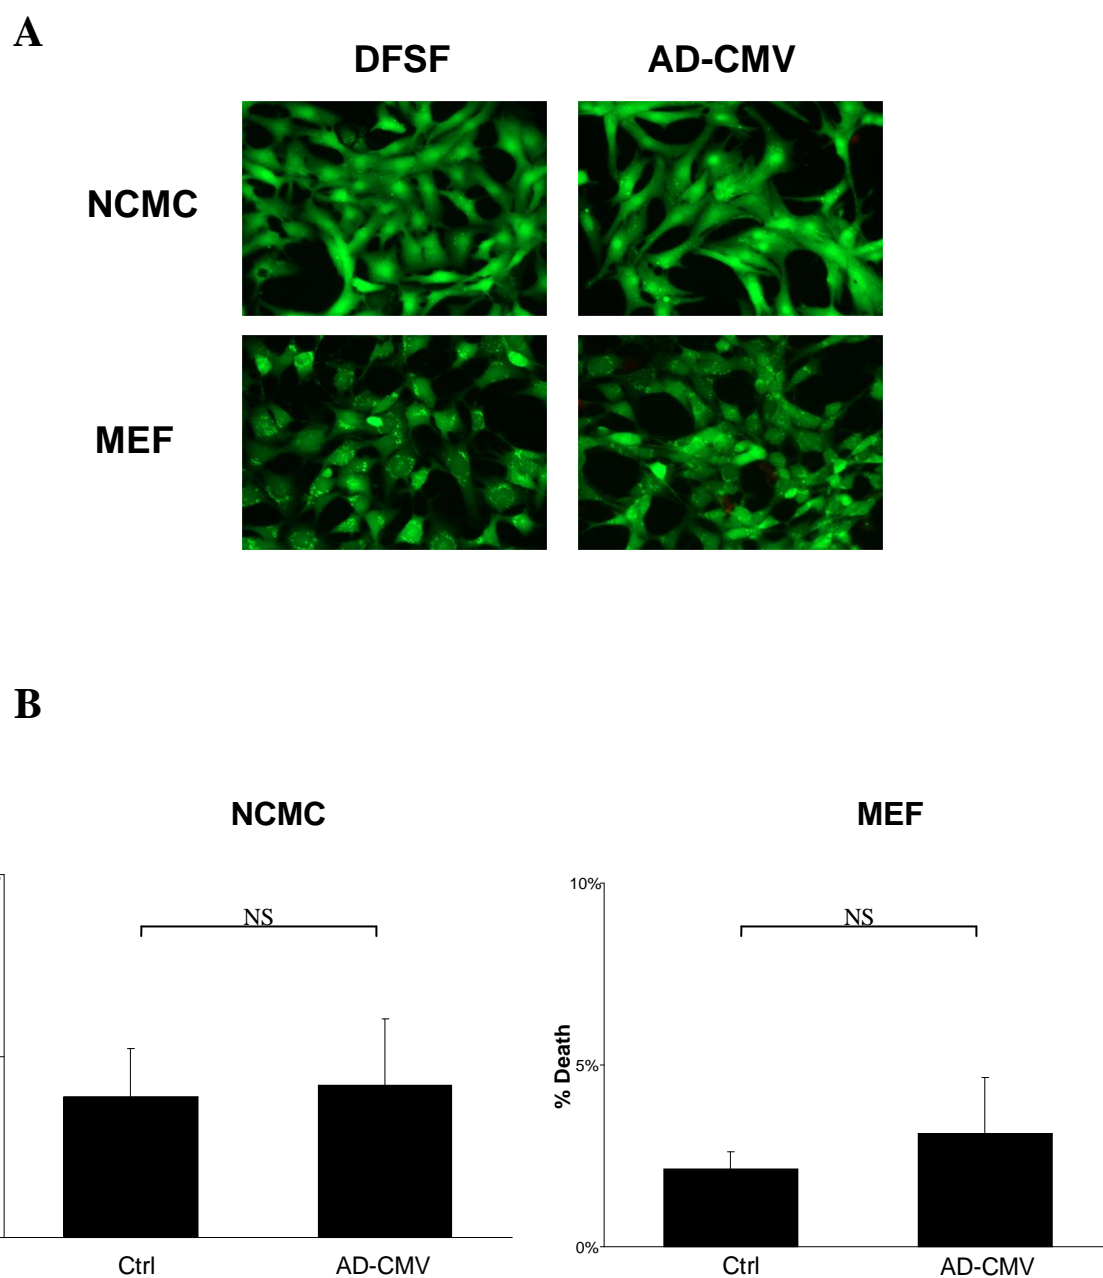 A
DFSF AD-CMV
NCMC
MEF
B
NCMC MEF
10%
NS NS
% Death
5%
0%
Ctrl AD-CMV Ctrl AD-CMV